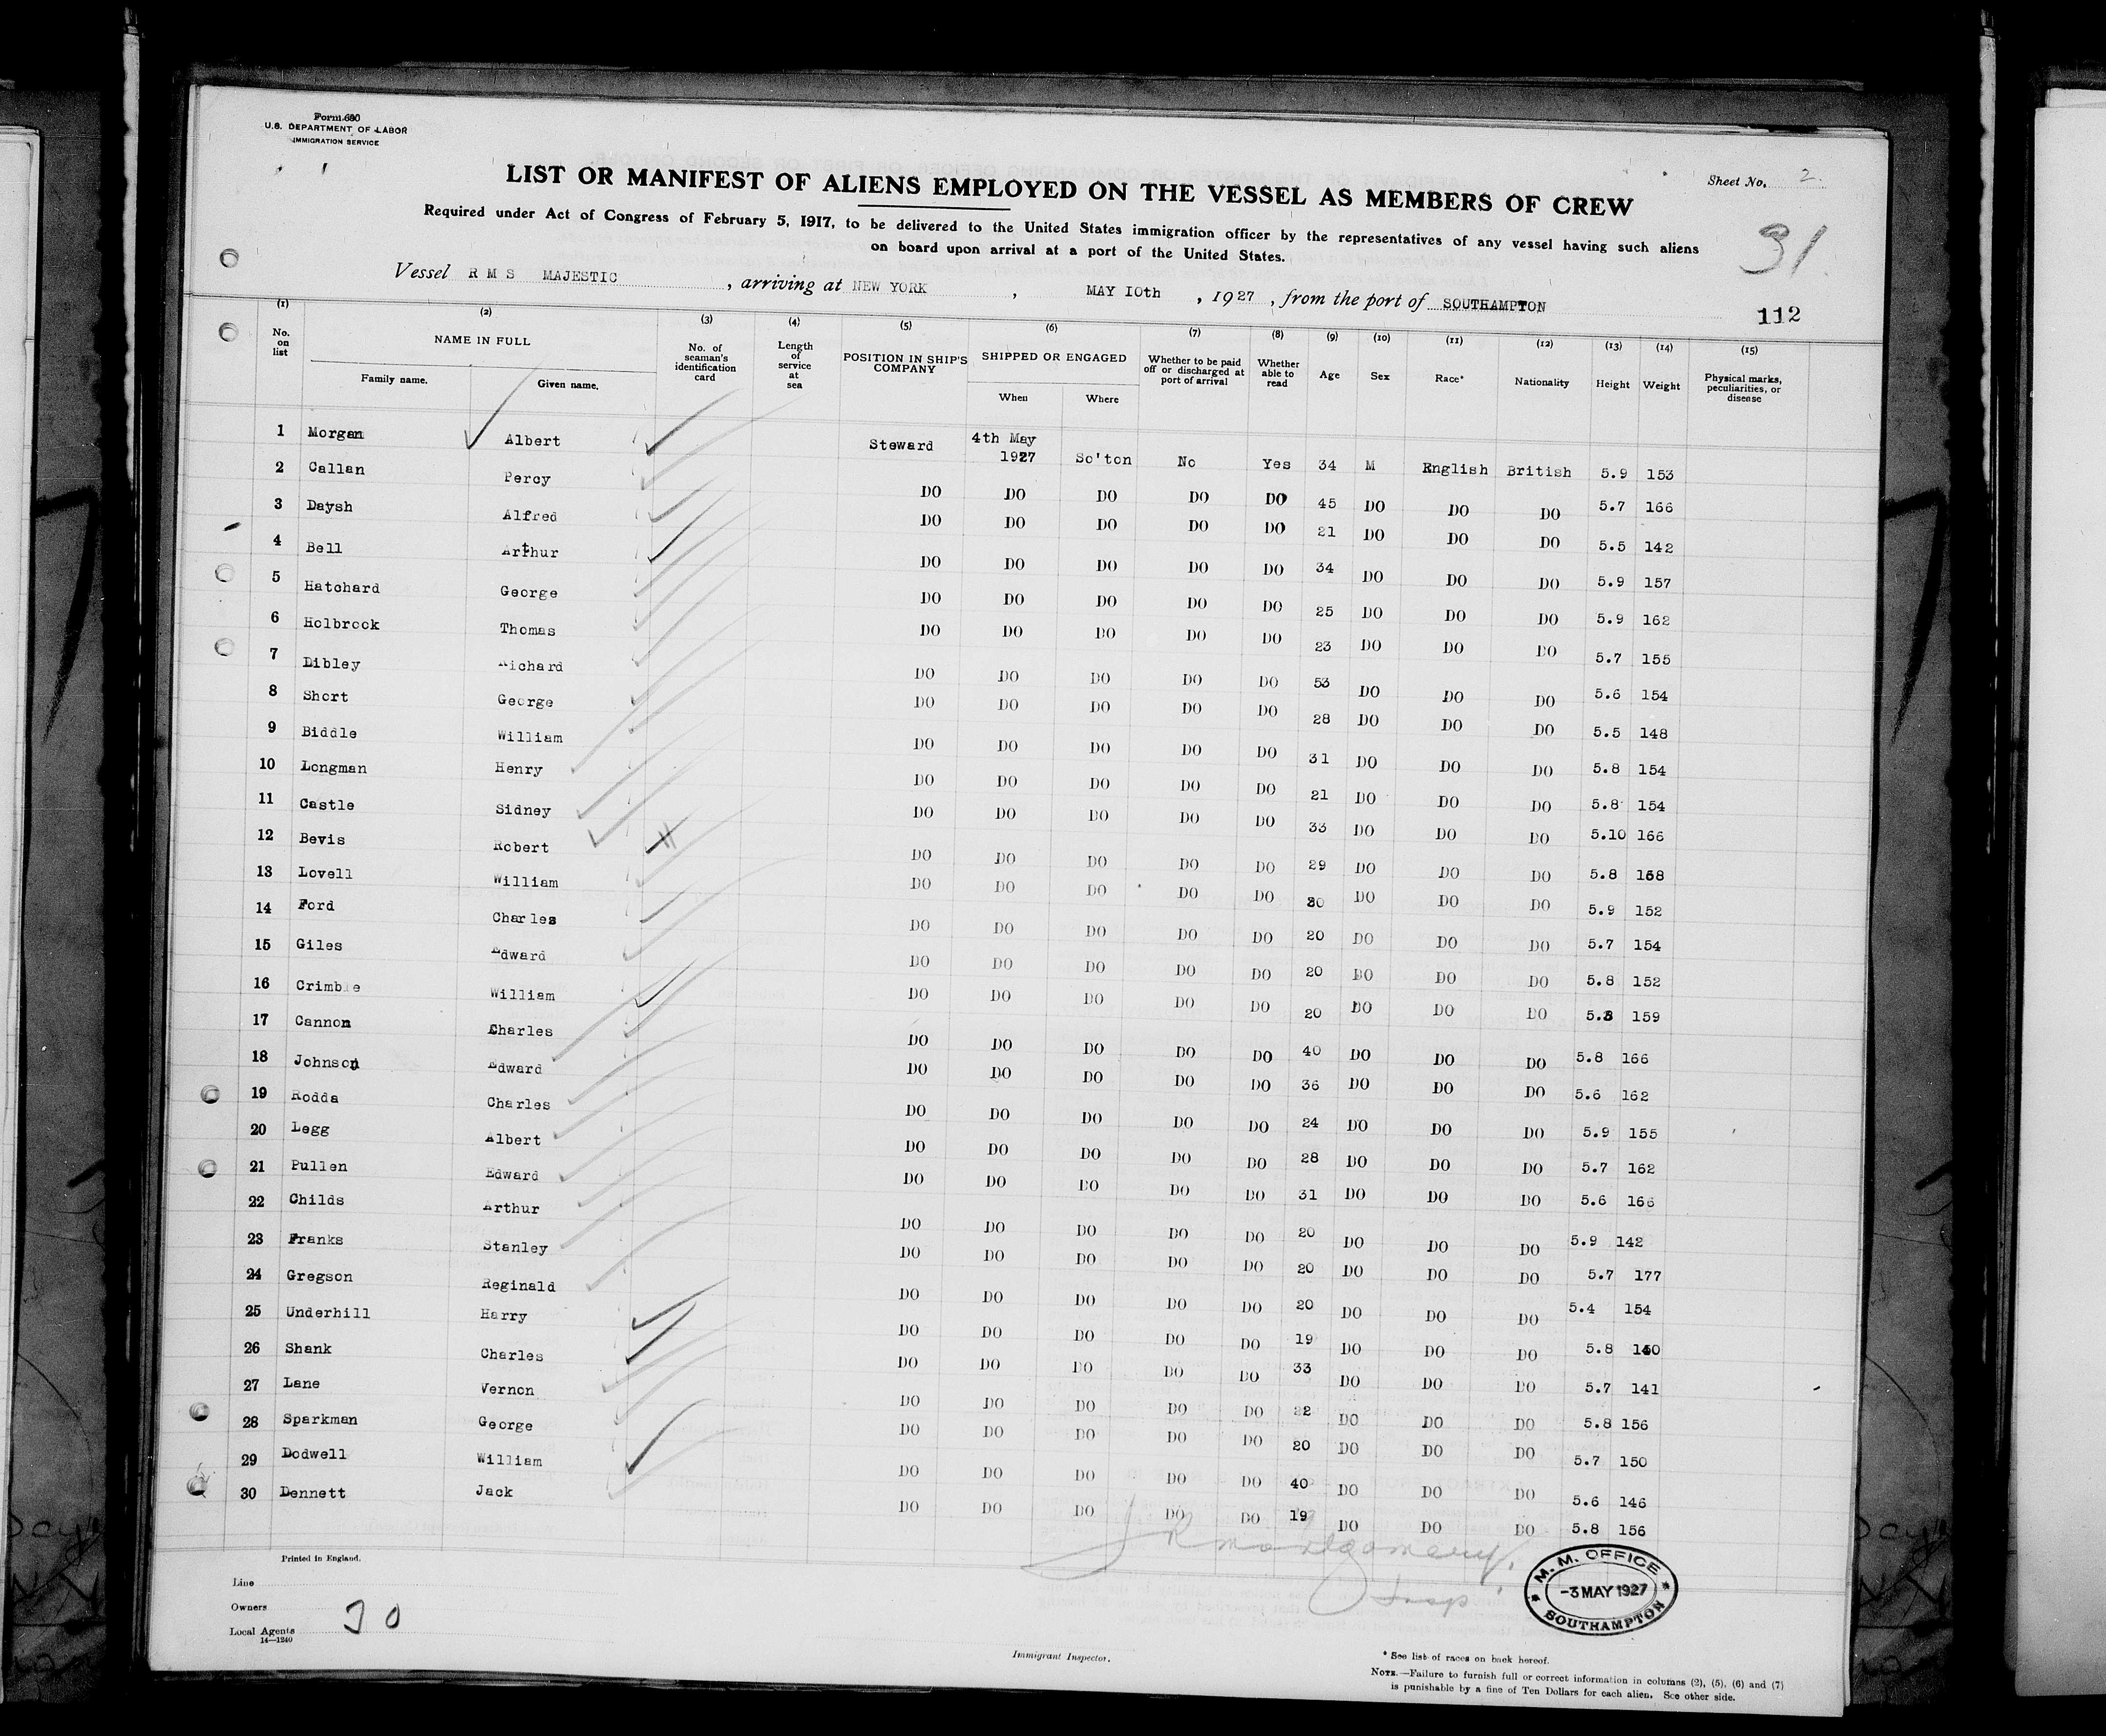 Form 680
U.S. DEPARTMENT OF LABOR
IMMIGRATION SERVICE
Sheet No. 2.
LIST OR MANIFEST OF ALIENS EMPLOYED ON THE VESSEL AS MEMBERS OF CREW
Required under Act of Congress of February 5, 1917, to be delivered to the United States immigration officer by the representatives of any vessel having such aliens
on board upon arrival at a port of the United States.
31
Vessel R M S MAJESTIC , arriving at NEW YORK , MAY 10th , 1927 , from the port of SOUTHAMPTON
112
(1) (2) (3) (4) (5) (6) (7) (8) (9) (10) (11) (12) (13) (14) (15)
No. on list NAME IN FULL Family name. Given name. No. of seaman's identification card Length of service at sea POSITION IN SHIP'S COMPANY SHIPPED OR ENGAGED When Where Whether to be paid off or discharged at port of arrival Whether able to read Age Sex Race* Nationality Height Weight Physical marks, peculiarities, or disease
1 Morgan Albert Steward 4th May 1927 So'ton No Yes 34 M English British 5.9 153
2 Callan Percy DO DO DO DO DO 45 DO DO DO 5.7 166
3 Daysh Alfred DO DO DO DO DO 21 DO DO DO 5.5 142
4 Bell Arthur DO DO DO DO DO 34 DO DO DO 5.9 157
5 Hatchard George DO DO DO DO DO 25 DO DO DO 5.9 162
6 Holbrook Thomas DO DO DO DO DO 23 DO DO DO 5.7 155
7 Dibley Richard DO DO DO DO DO 53 DO DO DO 5.6 154
8 Short George DO DO DO DO DO 28 DO DO DO 5.5 148
9 Biddle William DO DO DO DO DO 31 DO DO DO 5.8 154
10 Longman Henry DO DO DO DO DO 21 DO DO DO 5.8 154
11 Castle Sidney DO DO DO DO DO 33 DO DO DO 5.10 166
12 Bevis Robert DO DO DO DO DO 29 DO DO DO 5.8 168
13 Lovell William DO DO DO DO DO 30 DO DO DO 5.9 152
14 Ford Charles DO DO DO DO DO 20 DO DO DO 5.7 154
15 Giles Edward DO DO DO DO DO 20 DO DO DO 5.8 152
16 Crimble William DO DO DO DO DO 20 DO DO DO 5.8 159
17 Cannon Charles DO DO DO DO DO 40 DO DO DO 5.8 166
18 Johnson Edward DO DO DO DO DO 36 DO DO DO 5.6 162
19 Rodda Charles DO DO DO DO DO 24 DO DO DO 5.9 155
20 Legg Albert DO DO DO DO DO 28 DO DO DO 5.7 162
21 Pullen Edward DO DO DO DO DO 31 DO DO DO 5.6 166
22 Childs Arthur DO DO DO DO DO 20 DO DO DO 5.9 142
23 Franks Stanley DO DO DO DO DO 20 DO DO DO 5.7 177
24 Gregson Reginald DO DO DO DO DO 20 DO DO DO 5.4 154
25 Underhill Harry DO DO DO DO DO 19 DO DO DO 5.8
26 Shank Charles DO DO DO DO DO 33 DO DO DO 5.7 141
27 Lane Vernon DO DO DO DO DO 22 DO DO DO 5.8 156
28 Sparkman George DO DO DO DO DO 20 DO DO DO 5.7 150
29 Dodwell William DO DO DO DO DO 40 DO DO DO 5.6 146
30 Dennett Jack DO DO DO DO DO 19 DO DO DO 5.8 156
J R Montgomery.
Insp
Printed in England.
Line
Owners
Local Agents
14—1240
30
M. M. OFFICE
-3 MAY 1927
SOUTHAMPTON
Immigrant Inspector.
* See list of races on back hereof.
NOTE.—Failure to furnish full or correct information in columns (2), (5), (6) and (7)
is punishable by a fine of Ten Dollars for each alien. See other side.